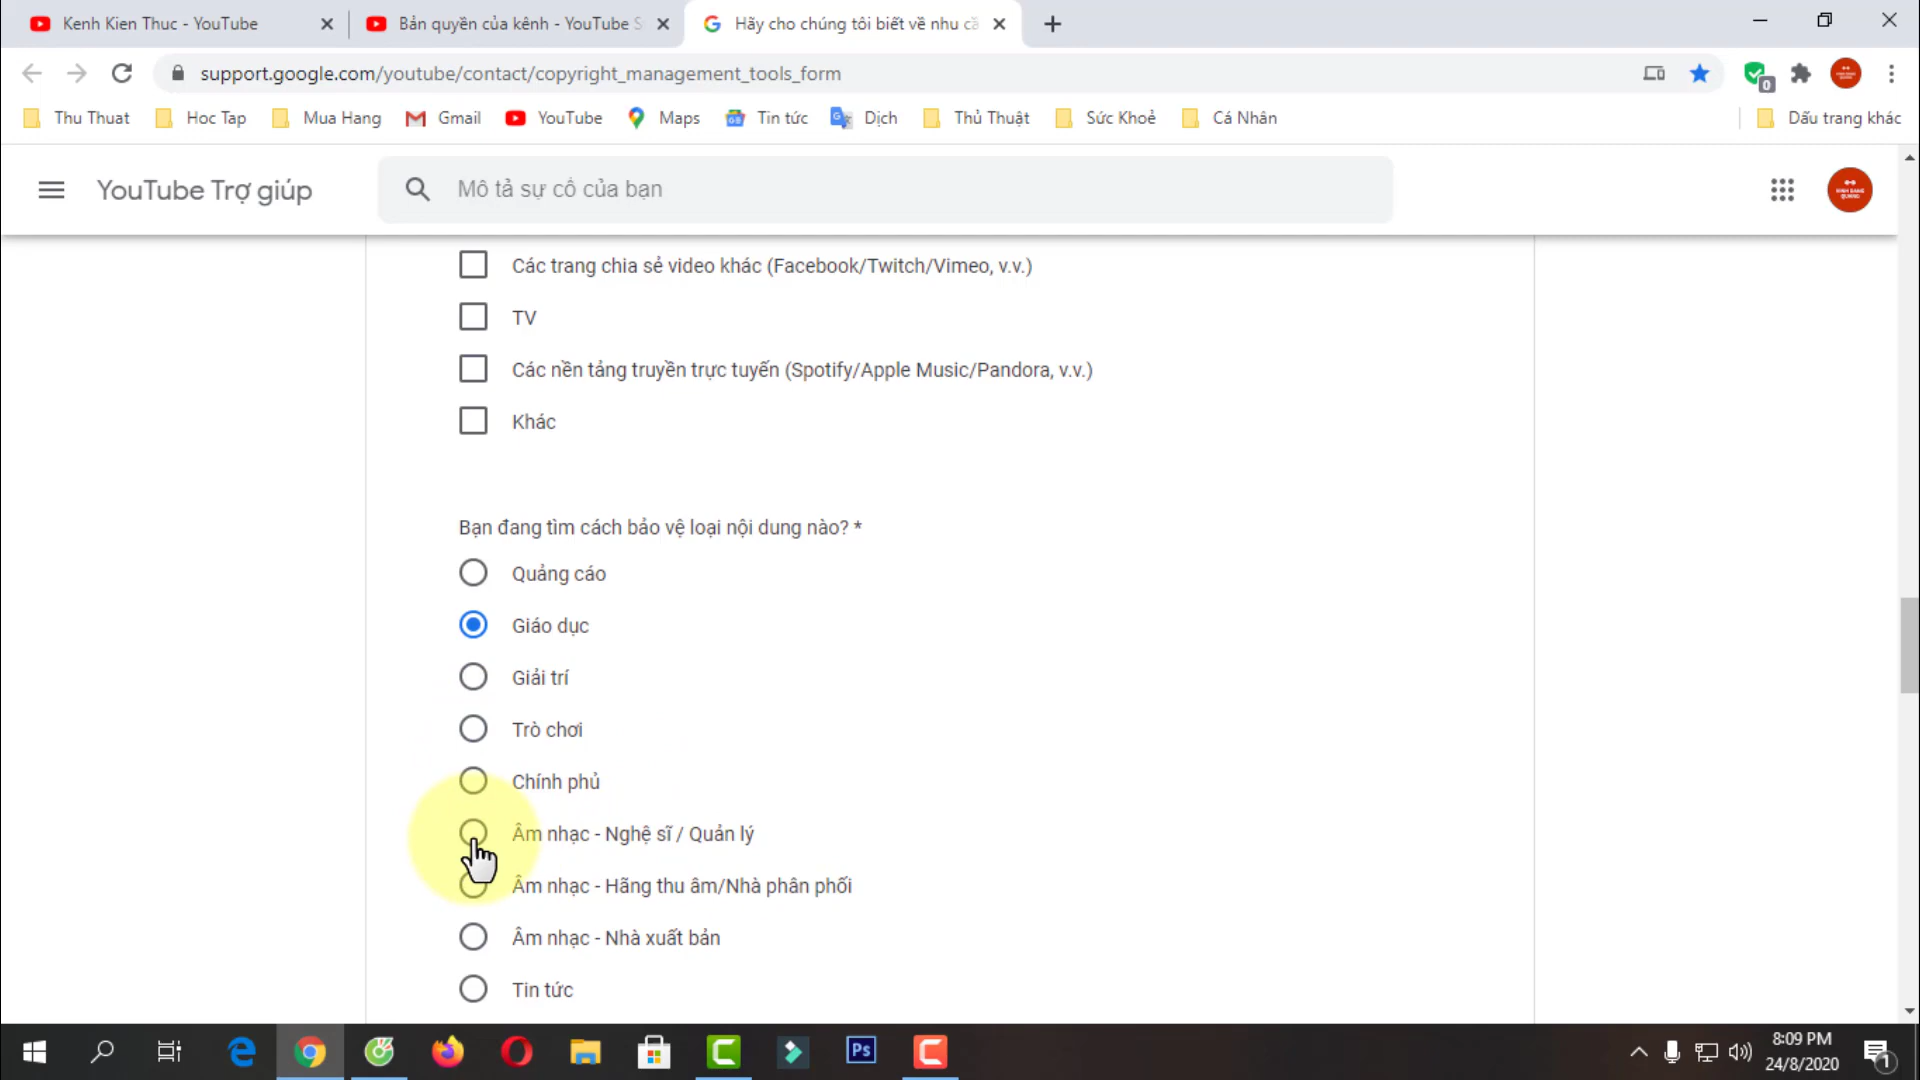 Kenh Kien Thuc - YouTube
Bản quyền của kênh - YouTube S
Hãy cho chúng tôi biết về nhu cầ
support.google.com/youtube/contact/copyright_management_tools_form
0
Thu Thuat
Hoc Tap
Mua Hang
Gmail
YouTube
Maps
Tin tức
Dịch
Thủ Thuật
Sức Khoẻ
Cá Nhân
Dấu trang khác
YouTube Trợ giúp
Mô tả sự cố của bạn
Các trang chia sẻ video khác (Facebook/Twitch/Vimeo, v.v.)
TV
Các nền tảng truyền trực tuyến (Spotify/Apple Music/Pandora, v.v.)
Khác
Bạn đang tìm cách bảo vệ loại nội dung nào? *
Quảng cáo
Giáo dục
Giải trí
Trò chơi
Chính phủ
Âm nhạc - Nghệ sĩ / Quản lý
Âm nhạc - Hãng thu âm/Nhà phân phối
Âm nhạc - Nhà xuất bản
Tin tức
Ps
8:09 PM
24/8/2020
1